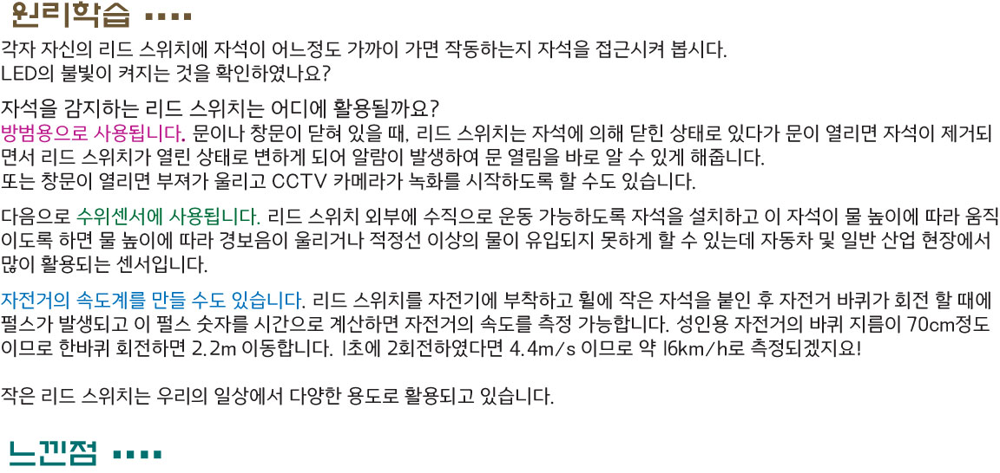 원리학습 ....
각자 자신의 리드 스위치에 자석이 어느정도 가까이 가면 작동하는지 자석을 접근시켜 봅시다.
LED의 불빛이 켜지는 것을 확인하였나요?
자석을 감지하는 리드 스위치는 어디에 활용될까요?
방범용으로 사용됩니다. 문이나 창문이 닫혀 있을 때, 리드 스위치는 자석에 의해 닫힌 상태로 있다가 문이 열리면 자석이 제거되
면서 리드 스위치가 열린 상태로 변하게 되어 알람이 발생하여 문 열림을 바로 알 수 있게 해줍니다.
또는 창문이 열리면 부져가 울리고 CCTV 카메라가 녹화를 시작하도록 할 수도 있습니다.
다음으로 수위센서에 사용됩니다. 리드 스위치 외부에 수직으로 운동 가능하도록 자석을 설치하고 이 자석이 물 높이에 따라 움직
이도록 하면 물 높이에 따라 경보음이 울리거나 적정선 이상의 물이 유입되지 못하게 할 수 있는데 자동차 및 일반 산업 현장에서
많이 활용되는 센서입니다.
자전거의 속도계를 만들 수도 있습니다. 리드 스위치를 자전기에 부착하고 휠에 작은 자석을 붙인 후 자전거 바퀴가 회전 할 때에
펄스가 발생되고 이 펄스 숫자를 시간으로 계산하면 자전거의 속도를 측정 가능합니다. 성인용 자전거의 바퀴 지름이 70cm정도
이므로 한바퀴 회전하면 2.2m 이동합니다. 1초에 2회전하였다면 4.4m/s 이므로 약 16km/h로 측정되겠지요!
작은 리드 스위치는 우리의 일상에서 다양한 용도로 활용되고 있습니다.
느낀점 ....